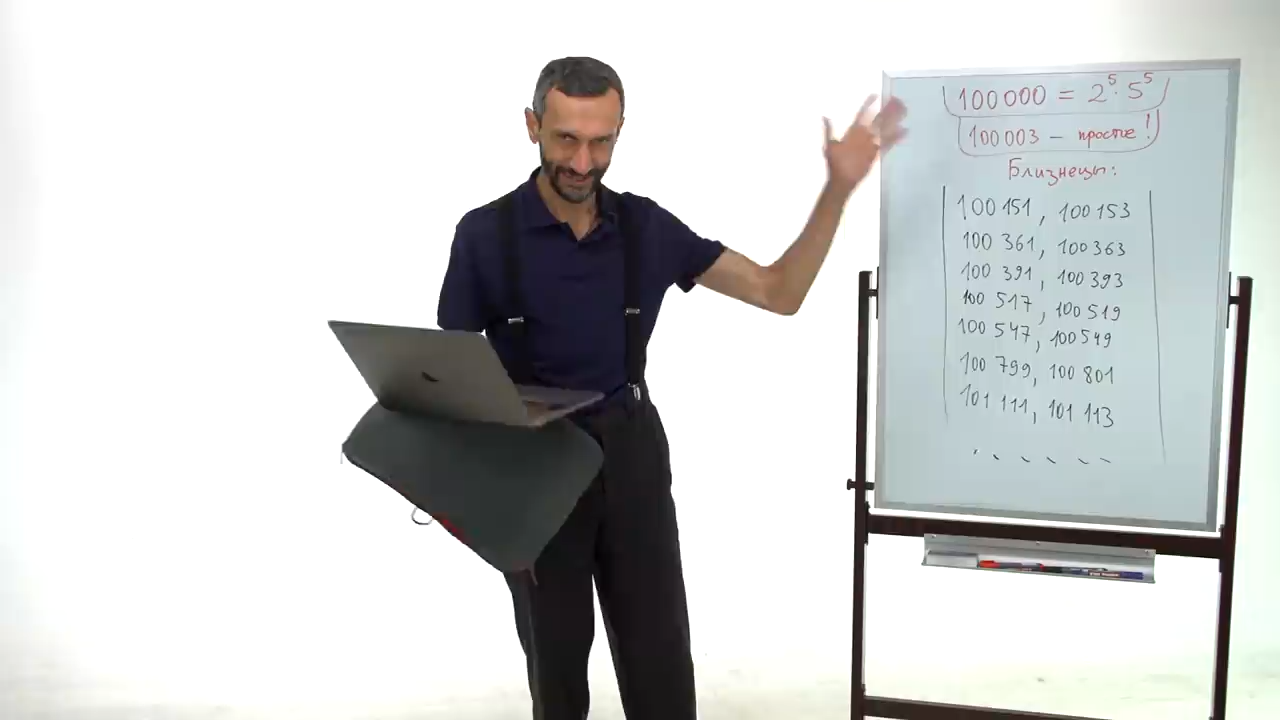 100 000 = 2⁵ · 5⁵
100 003 – простое!
Близнецы:
100 151, 100 153
100 361, 100 363
100 391, 100 393
100 517, 100 519
100 547, 100 549
100 799, 100 801
101 111, 101 113